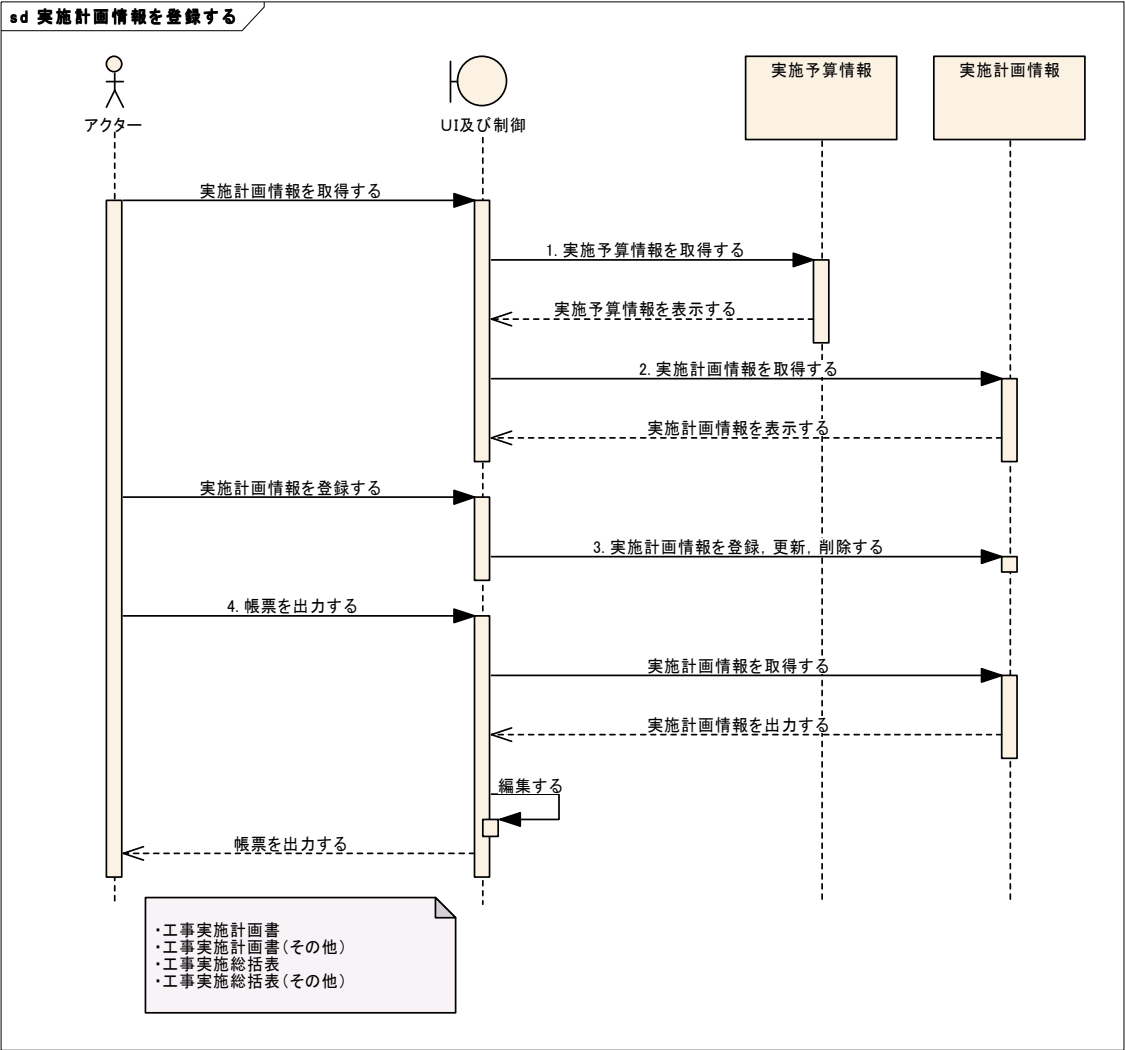 sd 実施計画情報を登録する
アクター
UI及び制御
実施予算情報
実施計画情報
実施計画情報を取得する
1. 実施予算情報を取得する
実施予算情報を表示する
2. 実施計画情報を取得する
実施計画情報を表示する
実施計画情報を登録する
3. 実施計画情報を登録, 更新, 削除する
4. 帳票を出力する
実施計画情報を取得する
実施計画情報を出力する
編集する
帳票を出力する
・工事実施計画書
・工事実施計画書(その他)
・工事実施総括表
・工事実施総括表(その他)